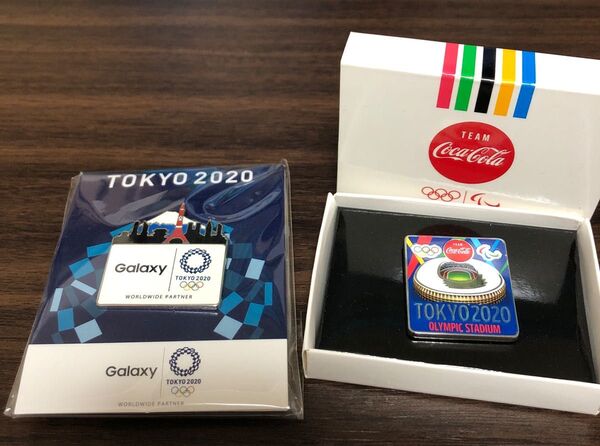 TOKYO 2020
Galaxy
TOKYO 2020
WORLDWIDE PARTNER
Galaxy
TOKYO 2020
WORLDWIDE PARTNER
TEAM
Coca-Cola
TEAM
Coca-Cola
TOKYO 2020
OLYMPIC STADIUM